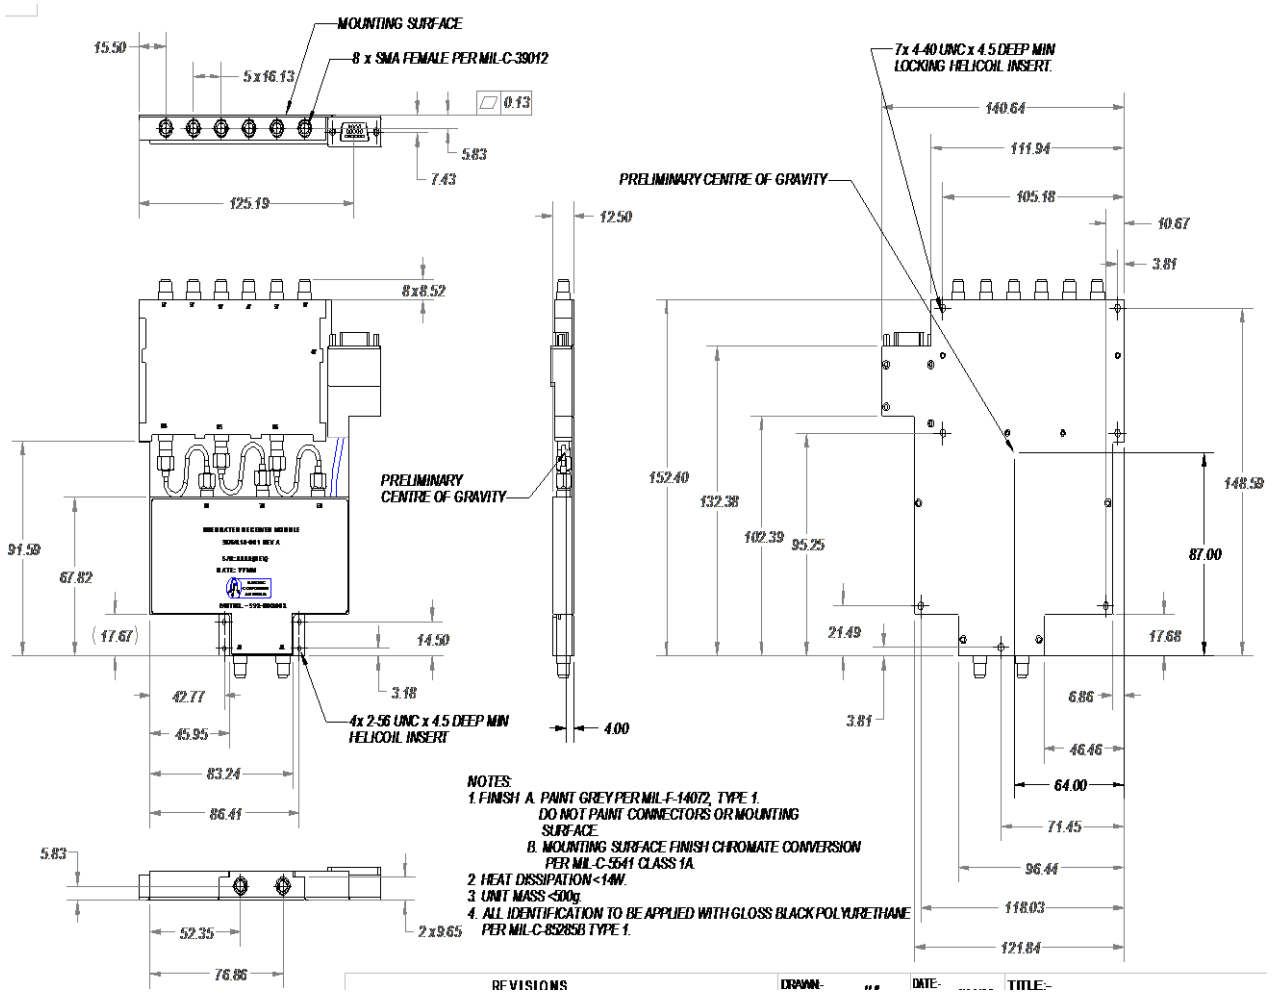 MOUNTING SURFACE
15.50
8 x SMA FEMALE PER MIL-C-39012
5x16.13
0.13
5.83
7.43
125.19
7x 4-40 UNC x 4.5 DEEP MIN
LOCKING HELICOIL INSERT.
140.64
111.94
PRELIMINARY CENTRE OF GRAVITY
105.18
10.67
3.81
12.50
8x8.52
PRELIMINARY
CENTRE OF GRAVITY
152.40
132.38
102.39
95.25
148.59
87.00
91.59
67.82
RECEIVER MODULE
(17.67)
14.50
3.18
42.77
45.95
83.24
86.41
4x 2-56 UNC x 4.5 DEEP MIN
HELICOIL INSERT
4.00
21.49
3.81
17.68
6.86
46.46
64.00
71.45
96.44
118.03
121.84
NOTES:
1. FINISH A. PAINT GREY PER MIL-F-14072, TYPE 1.
DO NOT PAINT CONNECTORS OR MOUNTING
SURFACE.
B. MOUNTING SURFACE FINISH CHROMATE CONVERSION
PER MIL-C-5541 CLASS 1A.
2. HEAT DISSIPATION <14W.
3. UNIT MASS <500g.
4. ALL IDENTIFICATION TO BE APPLIED WITH GLOSS BLACK POLYURETHANE
PER MIL-C-85285B TYPE 1.
5.83
52.35
76.86
2x9.65
REVISIONS
DRAWN:-
DATE:-
TITLE:-